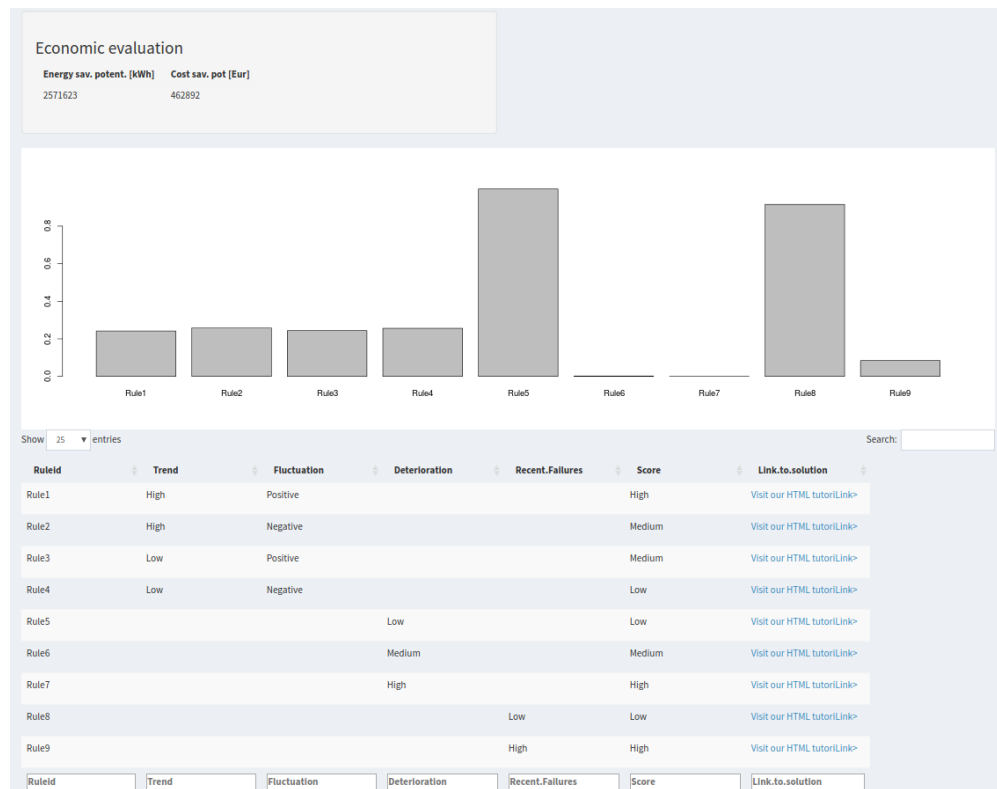 Economic evaluation
Energy sav. potent. [kWh] Cost sav. pot [Eur]
2571623 462892
0.8
0.6
0.4
0.2
0.0
Rule1 Rule2 Rule3 Rule4 Rule5 Rule6 Rule7 Rule8 Rule9
Show 25 entries Search:
Ruleid Trend Fluctuation Deterioration Recent.Failures Score Link.to.solution
Rule1 High Positive High Visit our HTML tutoriLink>
Rule2 High Negative Medium Visit our HTML tutoriLink>
Rule3 Low Positive Medium Visit our HTML tutoriLink>
Rule4 Low Negative Low Visit our HTML tutoriLink>
Rule5 Low Low Visit our HTML tutoriLink>
Rule6 Medium Medium Visit our HTML tutoriLink>
Rule7 High High Visit our HTML tutoriLink>
Rule8 Low Low Visit our HTML tutoriLink>
Rule9 High High Visit our HTML tutoriLink>
Ruleid Trend Fluctuation Deterioration Recent.Failures Score Link.to.solution